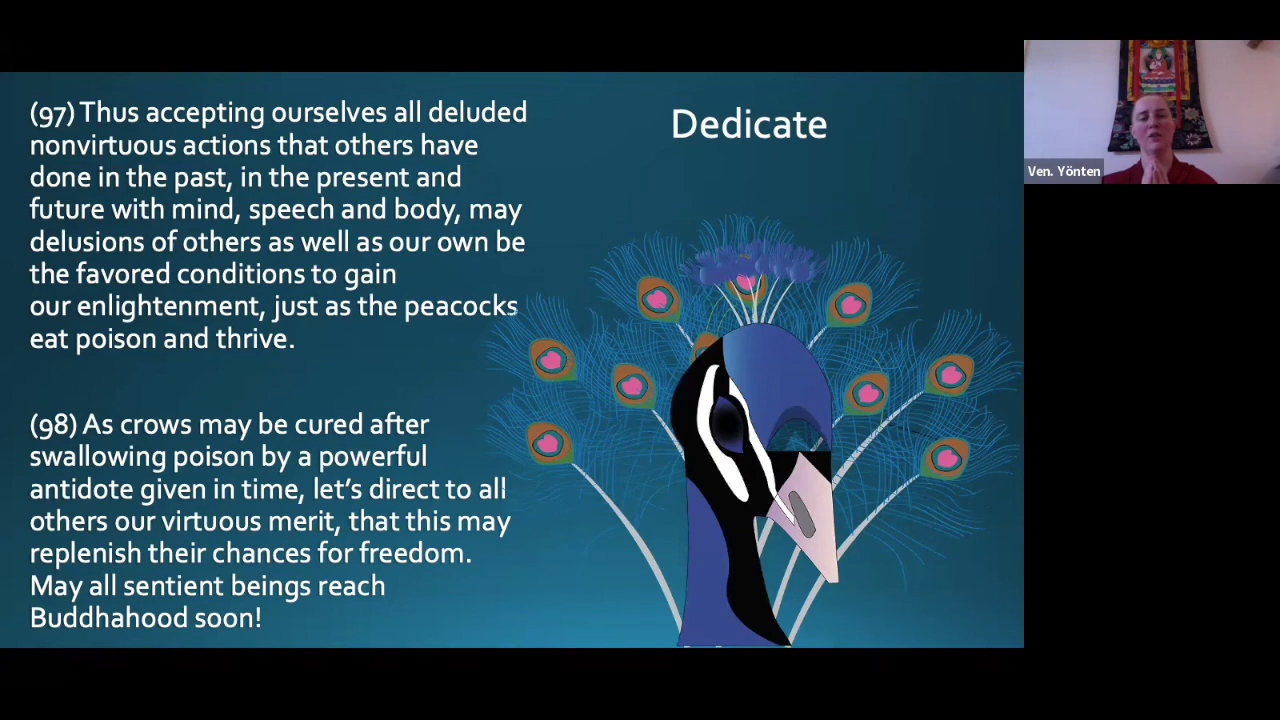 (97) Thus accepting ourselves all deluded
nonvirtuous actions that others have
done in the past, in the present and
future with mind, speech and body, may
delusions of others as well as our own be
the favored conditions to gain
our enlightenment, just as the peacocks
eat poison and thrive.
(98) As crows may be cured after
swallowing poison by a powerful
antidote given in time, let's direct to all
others our virtuous merit, that this may
replenish their chances for freedom.
May all sentient beings reach
Buddhahood soon!
Dedicate
Ven. Yönten